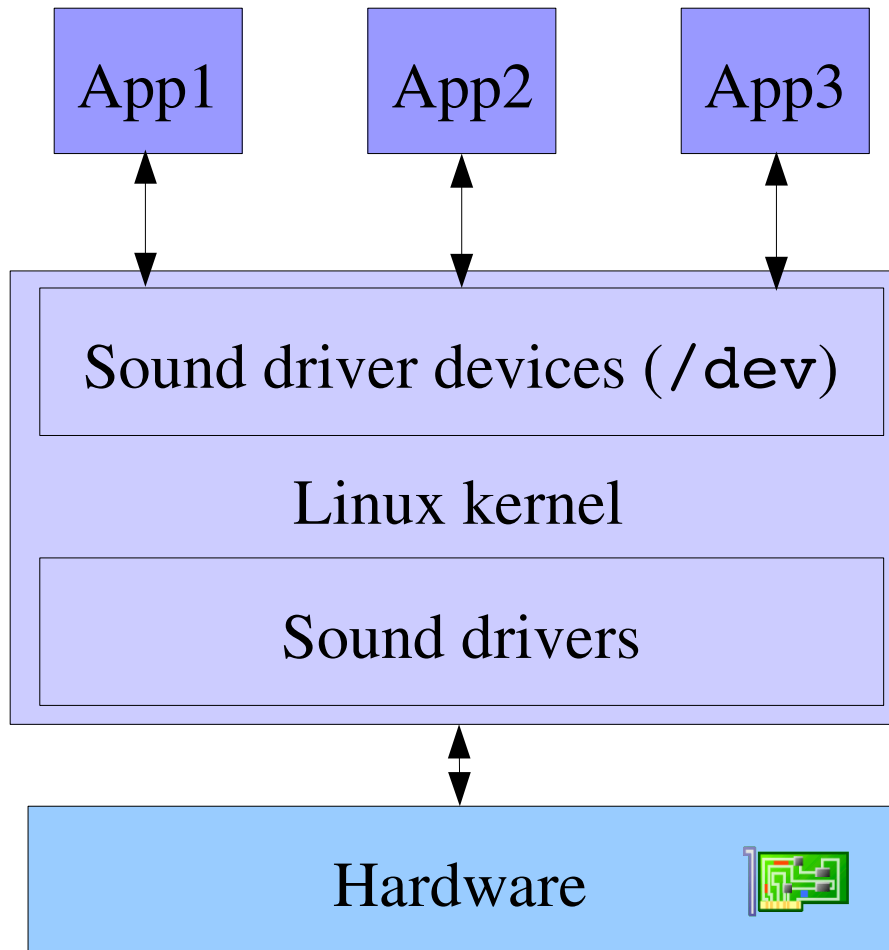 App1 App2 App3
Sound driver devices (/dev)
Linux kernel
Sound drivers
Hardware